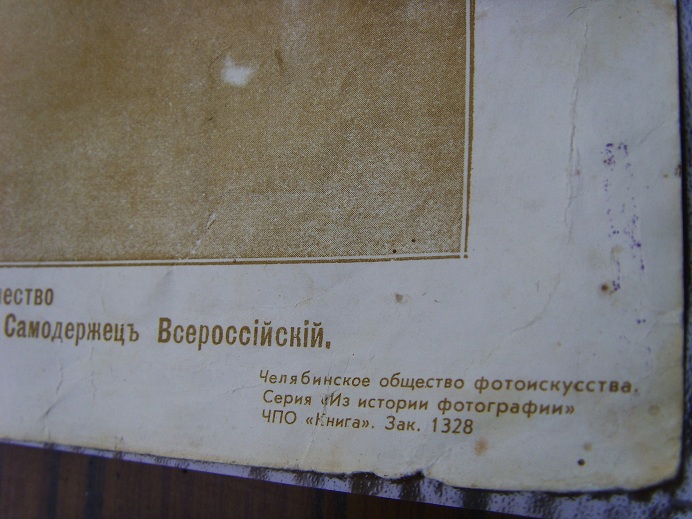 чество
Самодержецъ Всероссійскій.
Челябинское общество фотоискусства.
Серия «Из истории фотографии»
ЧПО «Книга». Зак. 1328